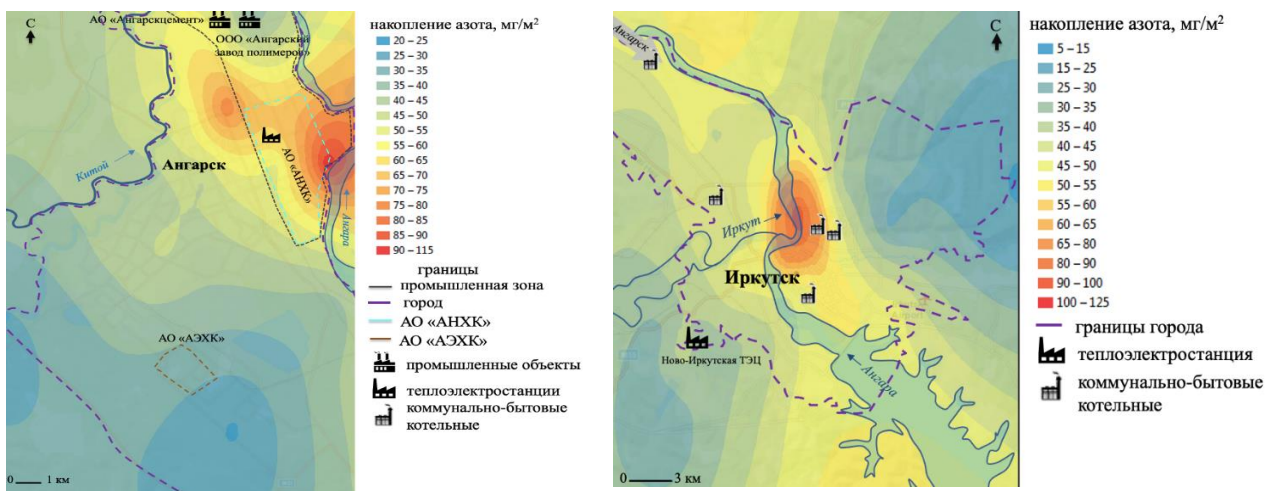 С
АО «Ангарскцемент»
ООО «Ангарский
завод полимеров»
Китой
Ангарск
АО «АНХК»
Ангара
АО «АЭХК»
0 1 км
накопление азота, мг/м²
20 – 25
25 – 30
30 – 35
35 – 40
40 – 45
45 – 50
50 – 55
55 – 60
60 – 65
65 – 70
70 – 75
75 – 80
80 – 85
85 – 90
90 – 115
границы
промышленная зона
город
АО «АНХК»
АО «АЭХК»
промышленные объекты
теплоэлектростанции
коммунально-бытовые
котельные
Ангарск
С
Иркут
Иркутск
Ново-Иркутская ТЭЦ
Ангара
0 3 км
накопление азота, мг/м²
5 – 15
15 – 25
25 – 30
30 – 35
35 – 40
40 – 45
45 – 50
50 – 55
55 – 60
60 – 65
65 – 80
80 – 90
90 – 100
100 – 125
границы города
теплоэлектростанция
коммунально-бытовые
котельные